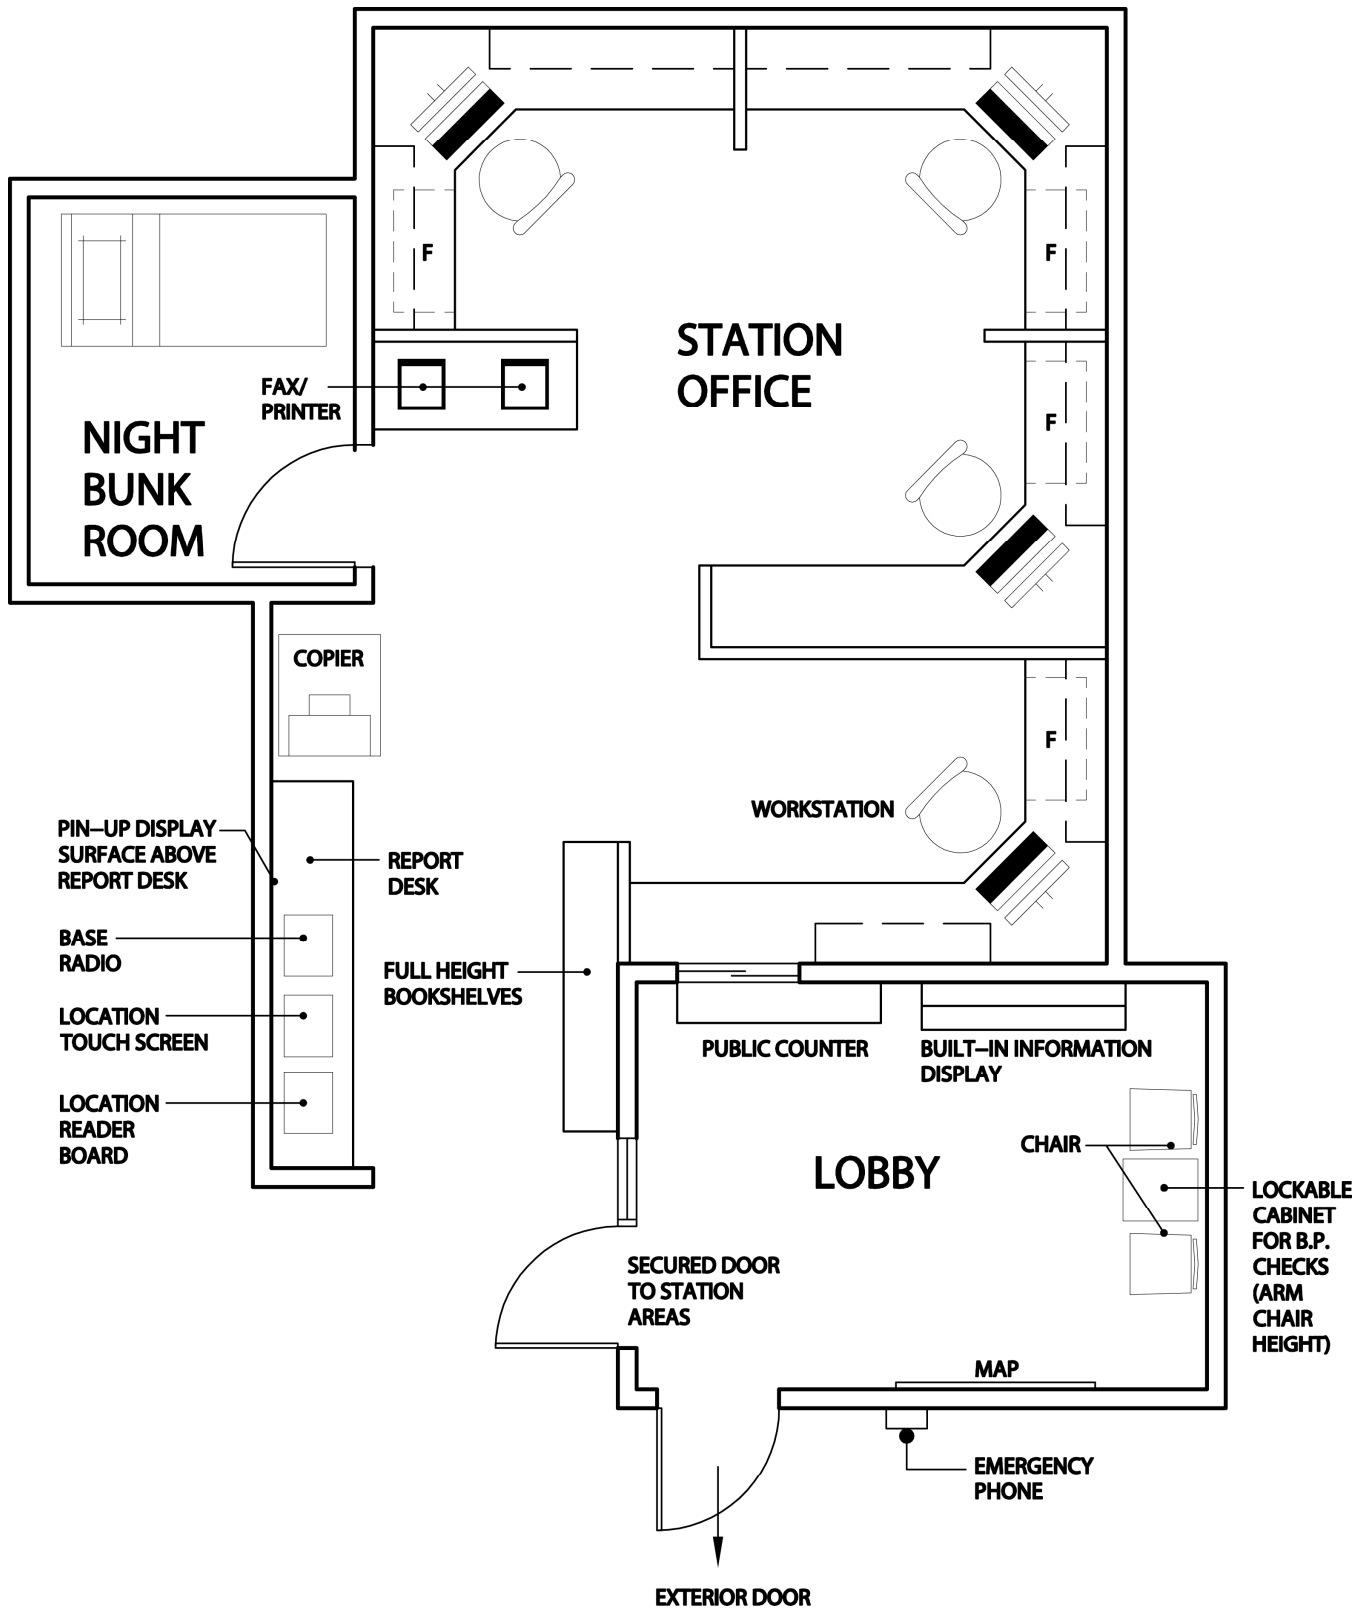 F
F
STATION
OFFICE
FAX/
PRINTER
NIGHT
BUNK
ROOM
F
COPIER
F
WORKSTATION
PIN–UP DISPLAY
SURFACE ABOVE
REPORT DESK
REPORT
DESK
BASE
RADIO
FULL HEIGHT
BOOKSHELVES
LOCATION
TOUCH SCREEN
PUBLIC COUNTER
BUILT–IN INFORMATION
DISPLAY
LOCATION
READER
BOARD
CHAIR
LOBBY
LOCKABLE
CABINET
FOR B.P.
CHECKS
(ARM
CHAIR
HEIGHT)
SECURED DOOR
TO STATION
AREAS
MAP
EMERGENCY
PHONE
EXTERIOR DOOR